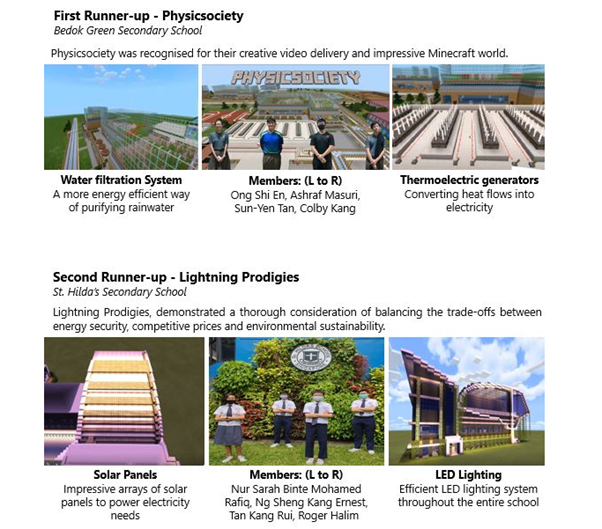 First Runner-up - Physicsociety
Bedok Green Secondary School
Physicsociety was recognised for their creative video delivery and impressive Minecraft world.
PHYSICSOCIETY
Water filtration System
A more energy efficient way
of purifying rainwater
Members: (L to R)
Ong Shi En, Ashraf Masuri,
Sun-Yen Tan, Colby Kang
Thermoelectric generators
Converting heat flows into
electricity
Second Runner-up - Lightning Prodigies
St. Hilda's Secondary School
Lightning Prodigies, demonstrated a thorough consideration of balancing the trade-offs between
energy security, competitive prices and environmental sustainability.
Solar Panels
Impressive arrays of solar
panels to power electricity
needs
Members: (L to R)
Nur Sarah Binte Mohamed
Rafiq, Ng Sheng Kang Ernest,
Tan Kang Rui, Roger Halim
LED Lighting
Efficient LED lighting system
throughout the entire school